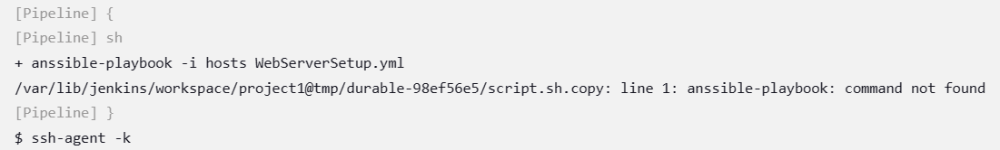 [Pipeline] {
[Pipeline] sh
+ anssible-playbook -i hosts WebServerSetup.yml
/var/lib/jenkins/workspace/project1@tmp/durable-98ef56e5/script.sh.copy: line 1: anssible-playbook: command not found
[Pipeline] }
$ ssh-agent -k